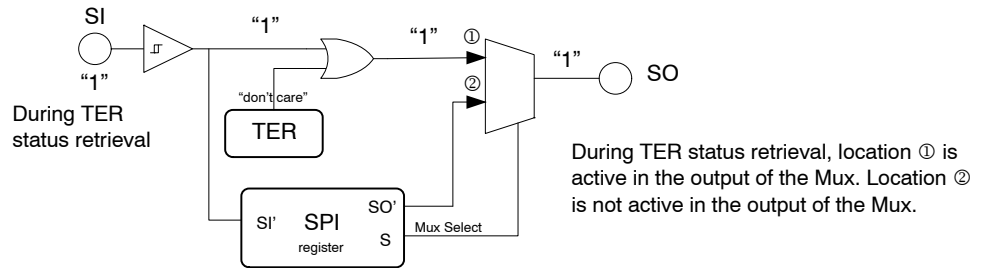 SI
“1”
“1”
“1”
①
②
“1”
SO
“don’t care”
TER
During TER
status retrieval
SI’
SPI
register
SO’
S
Mux Select
During TER status retrieval, location ① is
active in the output of the Mux. Location ②
is not active in the output of the Mux.